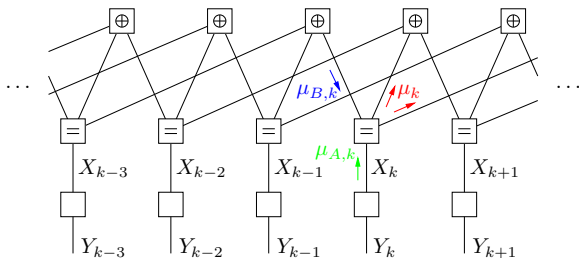 ⊕ ⊕ ⊕ ⊕ ⊕
... ...
μ_{B,k} μ_k
= = = = =
μ_{A,k}
X_{k−3} X_{k−2} X_{k−1} X_k X_{k+1}
Y_{k−3} Y_{k−2} Y_{k−1} Y_k Y_{k+1}